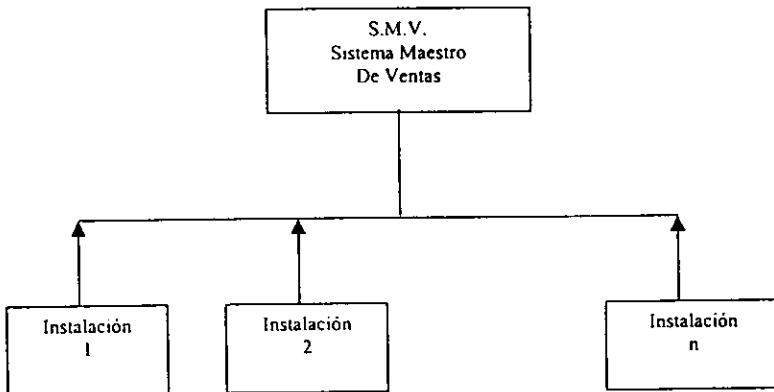 S.M.V.
Sistema Maestro
De Ventas
Instalación
1
Instalación
2
Instalación
n